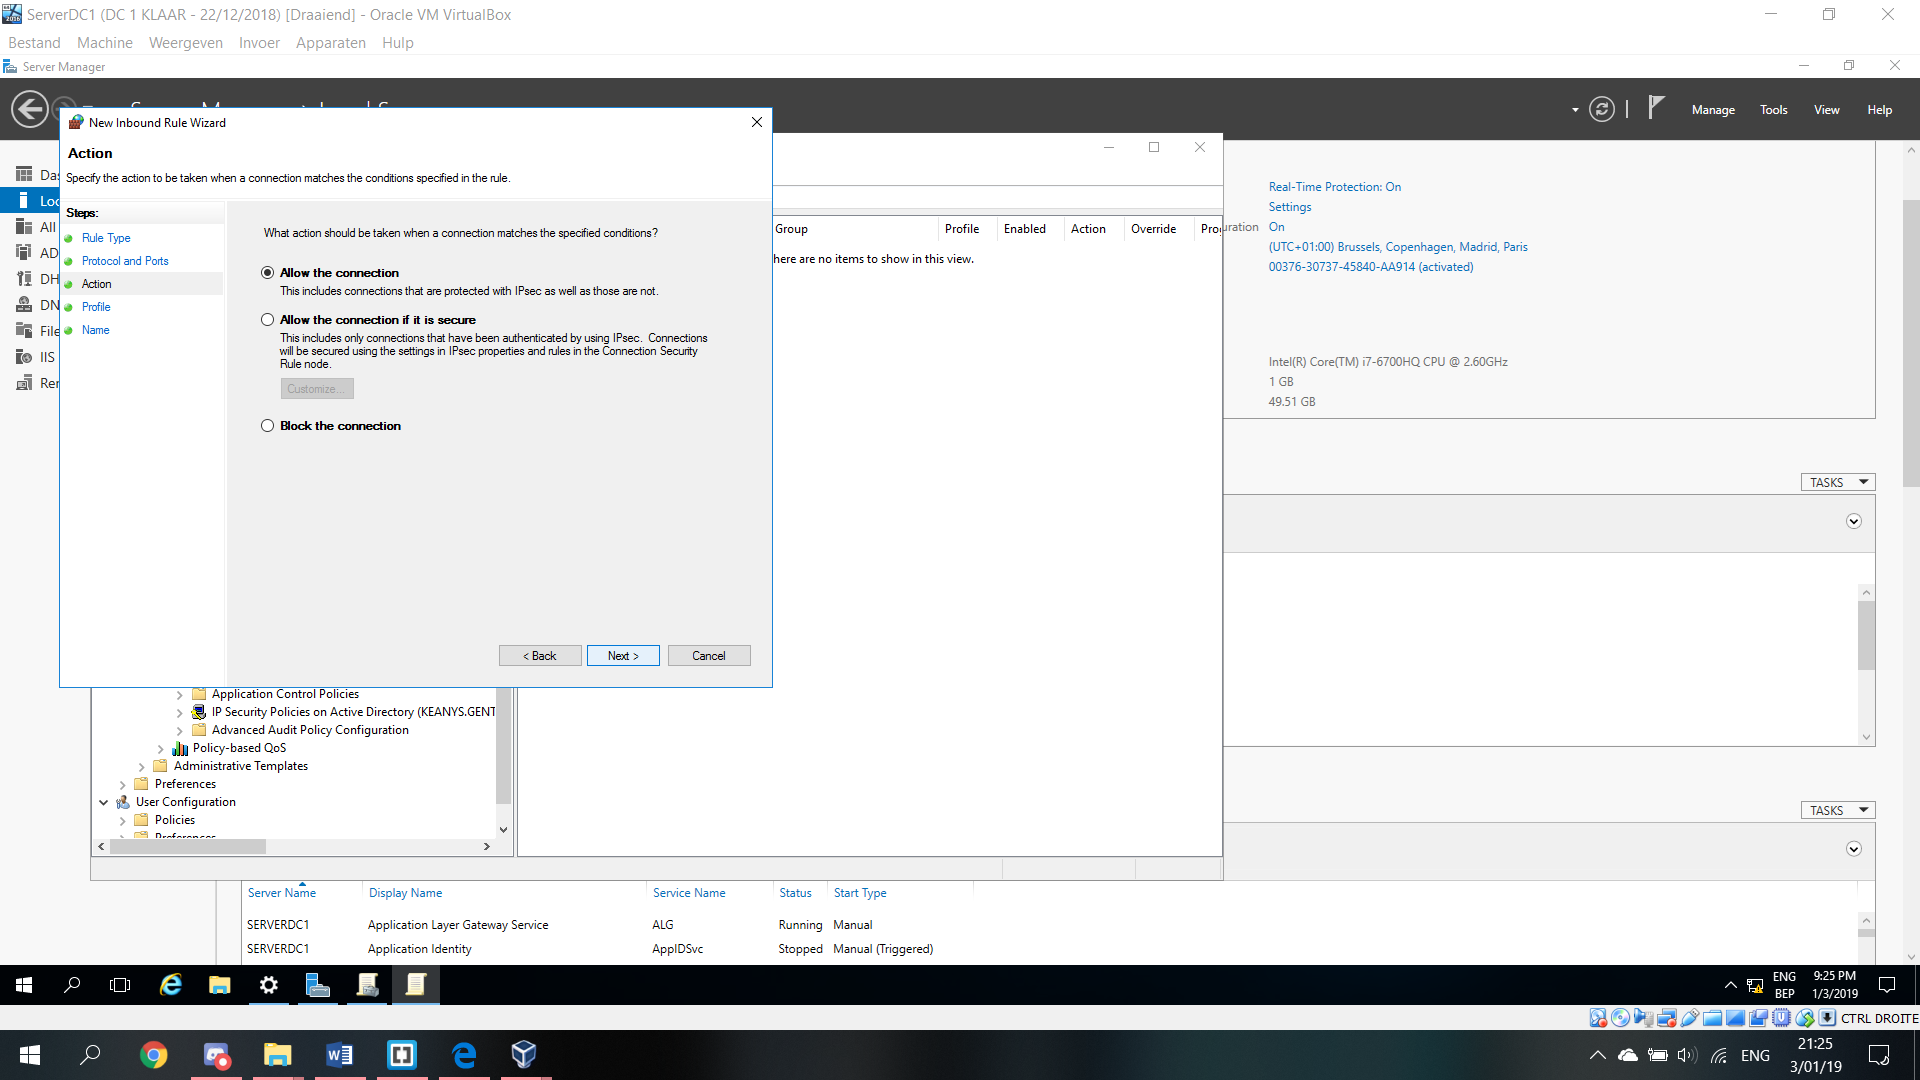 ServerDC1 (DC 1 KLAAR - 22/12/2018) [Draaiend] - Oracle VM VirtualBox
Bestand Machine Weergeven Invoer Apparaten Hulp
Server Manager
Manage Tools View Help
New Inbound Rule Wizard
Action
Specify the action to be taken when a connection matches the conditions specified in the rule.
Steps:
Rule Type
Protocol and Ports
Action
Profile
Name
What action should be taken when a connection matches the specified conditions?
Allow the connection
This includes connections that are protected with IPsec as well as those are not.
Allow the connection if it is secure
This includes only connections that have been authenticated by using IPsec. Connections
will be secured using the settings in IPsec properties and rules in the Connection Security
Rule node.
Customize...
Block the connection
< Back Next > Cancel
Das
Loc
All
AD
DH
DN
File
IIS
Rer
Group Profile Enabled Action Override Pro
here are no items to show in this view.
uration
Real-Time Protection: On
Settings
On
(UTC+01:00) Brussels, Copenhagen, Madrid, Paris
00376-30737-45840-AA914 (activated)
Intel(R) Core(TM) i7-6700HQ CPU @ 2.60GHz
1 GB
49.51 GB
TASKS
Application Control Policies
IP Security Policies on Active Directory (KEANYS.GENT
Advanced Audit Policy Configuration
Policy-based QoS
Administrative Templates
Preferences
User Configuration
Policies
Preferences
TASKS
Server Name Display Name Service Name Status Start Type
SERVERDC1 Application Layer Gateway Service ALG Running Manual
SERVERDC1 Application Identity AppIDSvc Stopped Manual (Triggered)
ENG
BEP
9:25 PM
1/3/2019
CTRL DROITE
ENG
21:25
3/01/19